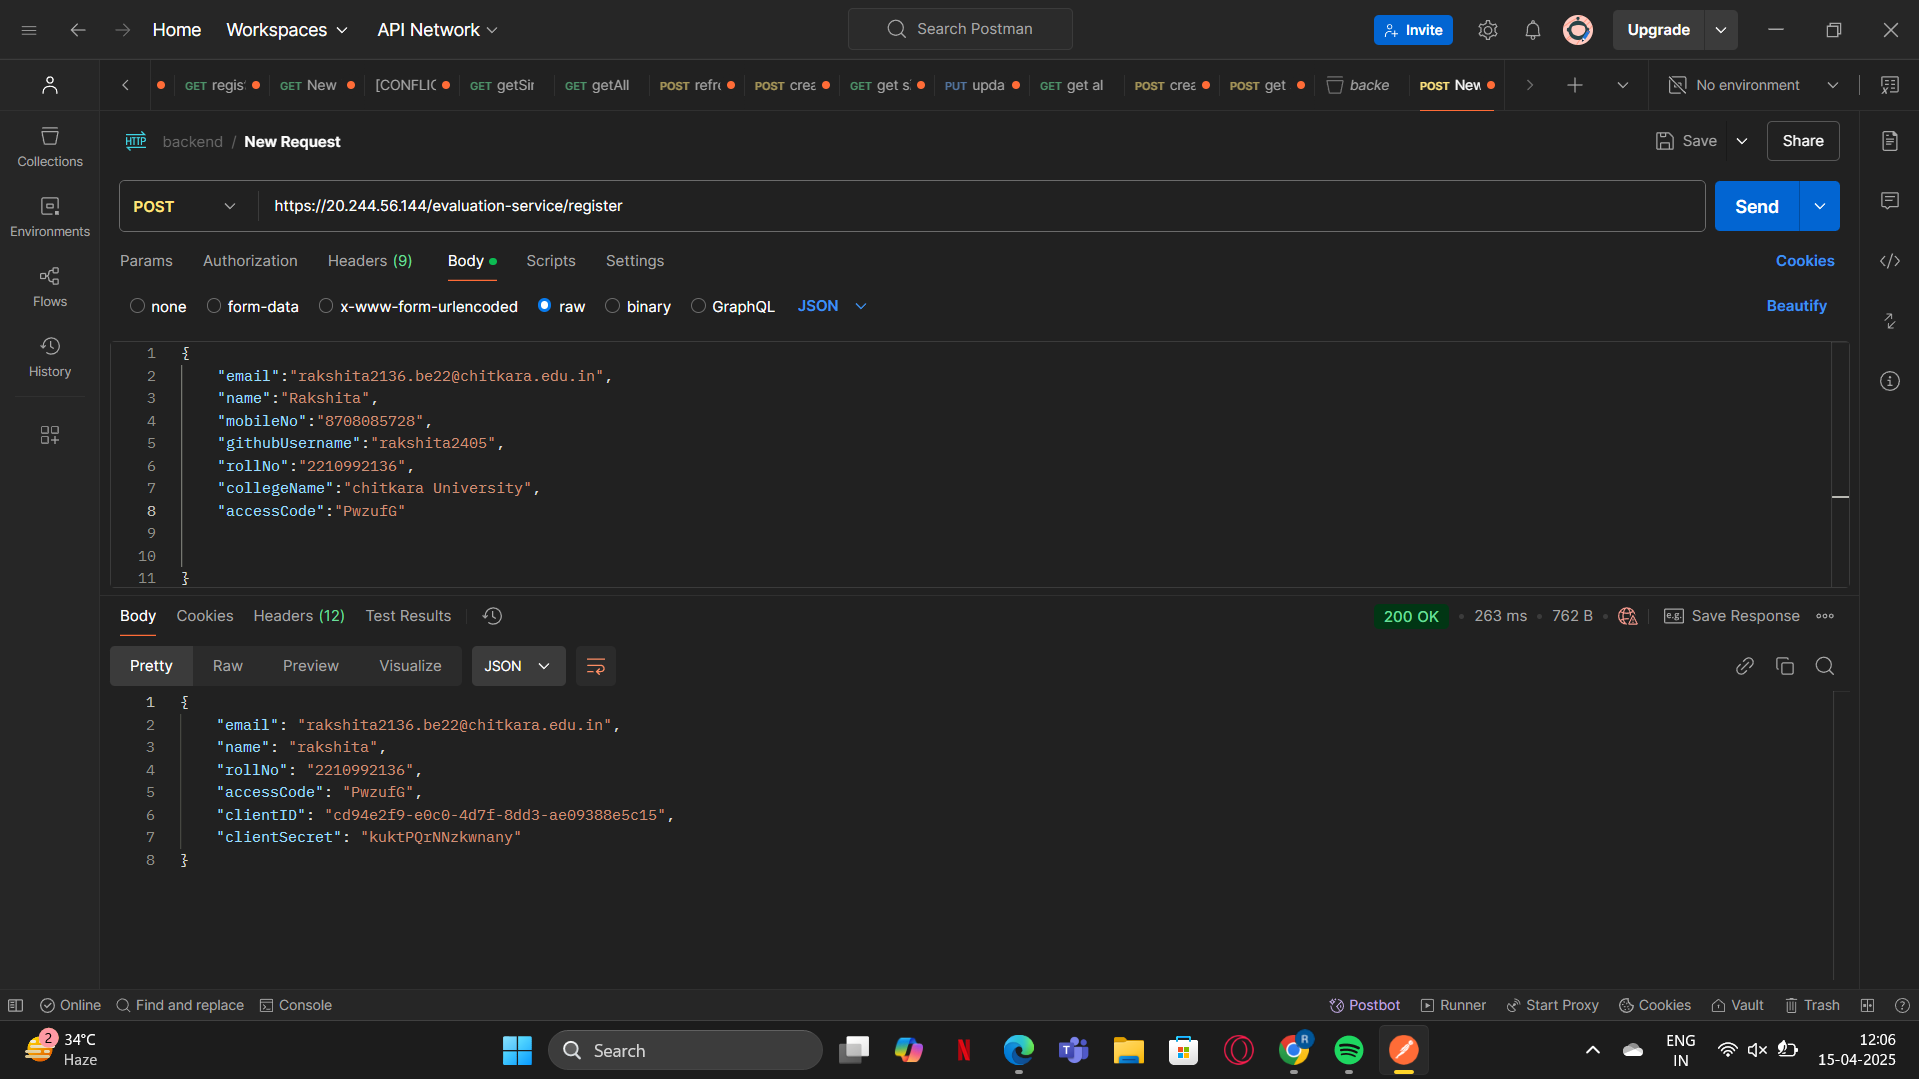 Home Workspaces API Network Search Postman Invite Upgrade
GET regis GET New [CONFLIC GET getSir GET getAll POST refre POST crea GET get s PUT upda GET get al POST crea POST get backe POST New No environment
HTTP backend / New Request Save Share
Collections
POST https://20.244.56.144/evaluation-service/register Send
Environments
Params Authorization Headers (9) Body Scripts Settings Cookies
Flows
none form-data x-www-form-urlencoded raw binary GraphQL JSON Beautify
History
1 {
2 "email":"rakshita2136.be22@chitkara.edu.in",
3 "name":"Rakshita",
4 "mobileNo":"8708085728",
5 "githubUsername":"rakshita2405",
6 "rollNo":"2210992136",
7 "collegeName":"chitkara University",
8 "accessCode":"PwzufG"
9
10
11 }
Body Cookies Headers (12) Test Results 200 OK • 263 ms • 762 B • e.g. Save Response
Pretty Raw Preview Visualize JSON
1 {
2 "email": "rakshita2136.be22@chitkara.edu.in",
3 "name": "rakshita",
4 "rollNo": "2210992136",
5 "accessCode": "PwzufG",
6 "clientID": "cd94e2f9-e0c0-4d7f-8dd3-ae09388e5c15",
7 "clientSecret": "kuktPQrNNzkwnany"
8 }
Online Find and replace Console Postbot Runner Start Proxy Cookies Vault Trash
2 34°C Search N R ENG 12:06
Haze IN 15-04-2025